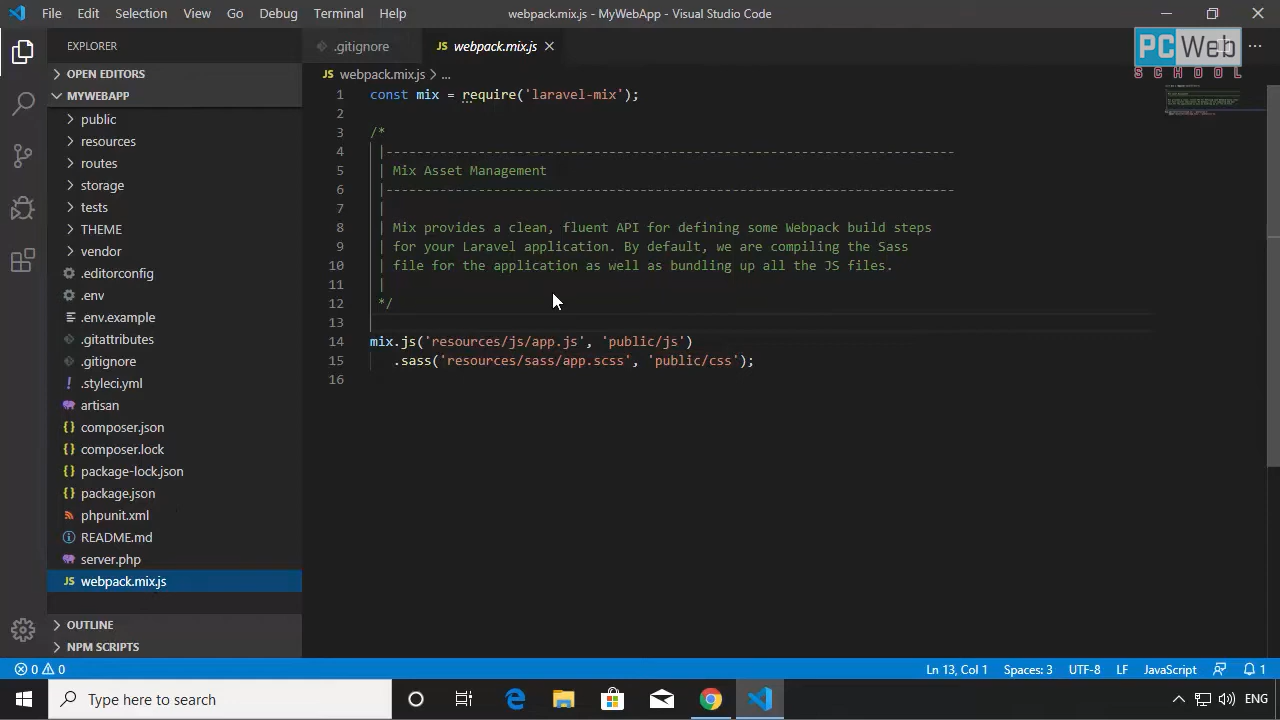 File Edit Selection View Go Debug Terminal Help webpack.mix.js - MyWebApp - Visual Studio Code
EXPLORER
.gitignore
JS webpack.mix.js
PC Web
SCHOOL
OPEN EDITORS
JS webpack.mix.js > ...
MYWEBAPP
public
resources
routes
storage
tests
THEME
vendor
.editorconfig
.env
.env.example
.gitattributes
.gitignore
! .styleci.yml
artisan
{} composer.json
{} composer.lock
{} package-lock.json
{} package.json
phpunit.xml
README.md
server.php
JS webpack.mix.js
OUTLINE
NPM SCRIPTS
1 const mix = require('laravel-mix');
2
3 /*
4 |--------------------------------------------------------------------------
5 | Mix Asset Management
6 |--------------------------------------------------------------------------
7 |
8 | Mix provides a clean, fluent API for defining some Webpack build steps
9 | for your Laravel application. By default, we are compiling the Sass
10 | file for the application as well as bundling up all the JS files.
11 |
12 */
13
14 mix.js('resources/js/app.js', 'public/js')
15 .sass('resources/sass/app.scss', 'public/css');
16
0 0 Ln 13, Col 1 Spaces: 3 UTF-8 LF JavaScript 1
Type here to search
ENG